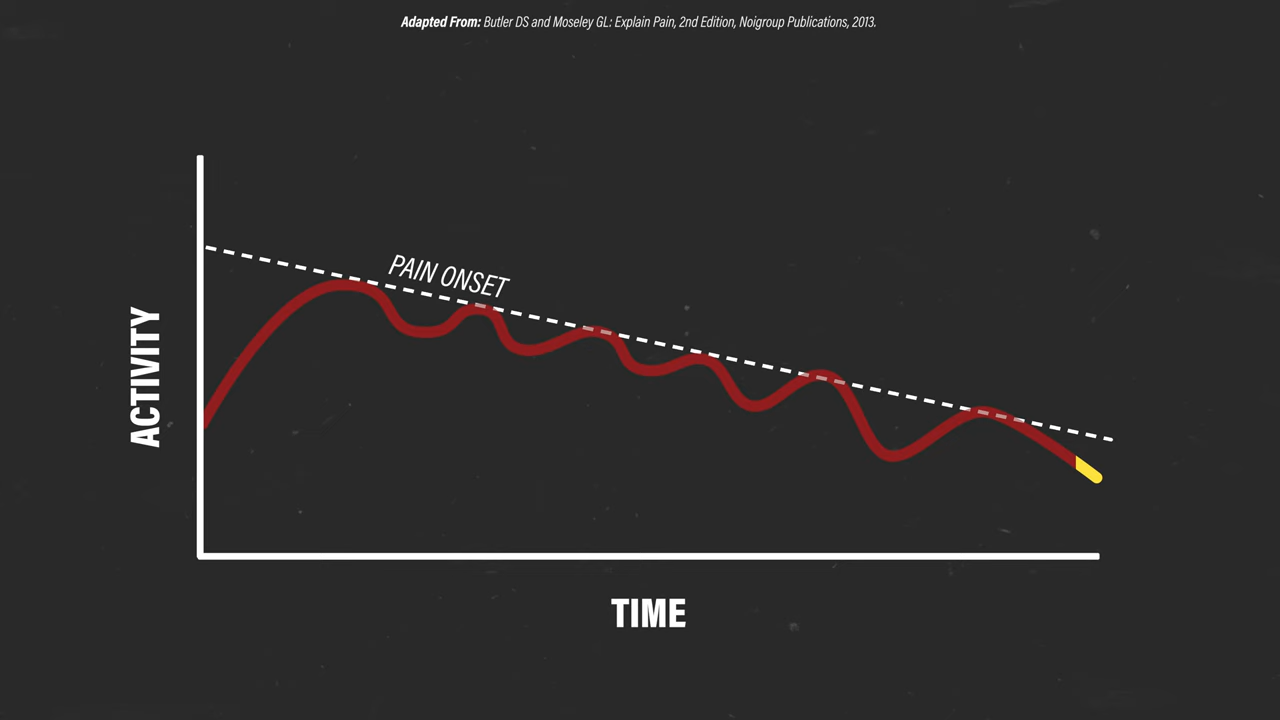 Adapted From: Butler DS and Moseley GL: Explain Pain, 2nd Edition, Noigroup Publications, 2013.
PAIN ONSET
ACTIVITY
TIME